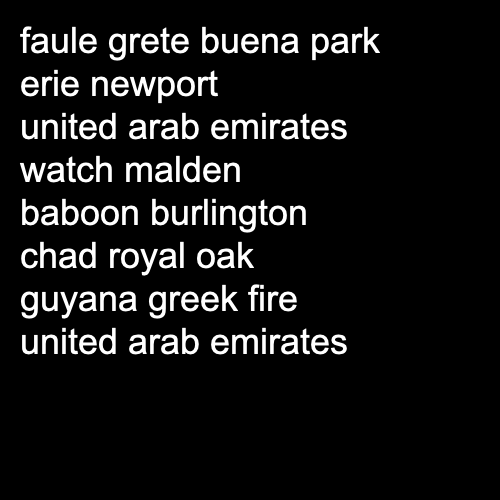 faule grete buena park
erie newport
united arab emirates
watch malden
baboon burlington
chad royal oak
guyana greek fire
united arab emirates